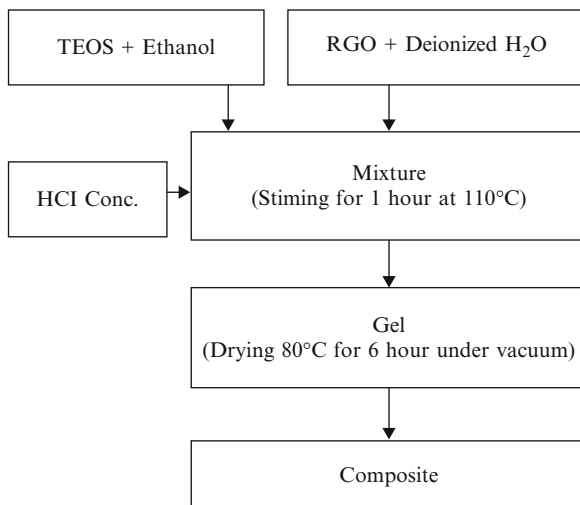 TEOS + Ethanol
RGO + Deionized H₂O
HCI Conc.
Mixture
(Stiming for 1 hour at 110°C)
Gel
(Drying 80°C for 6 hour under vacuum)
Composite